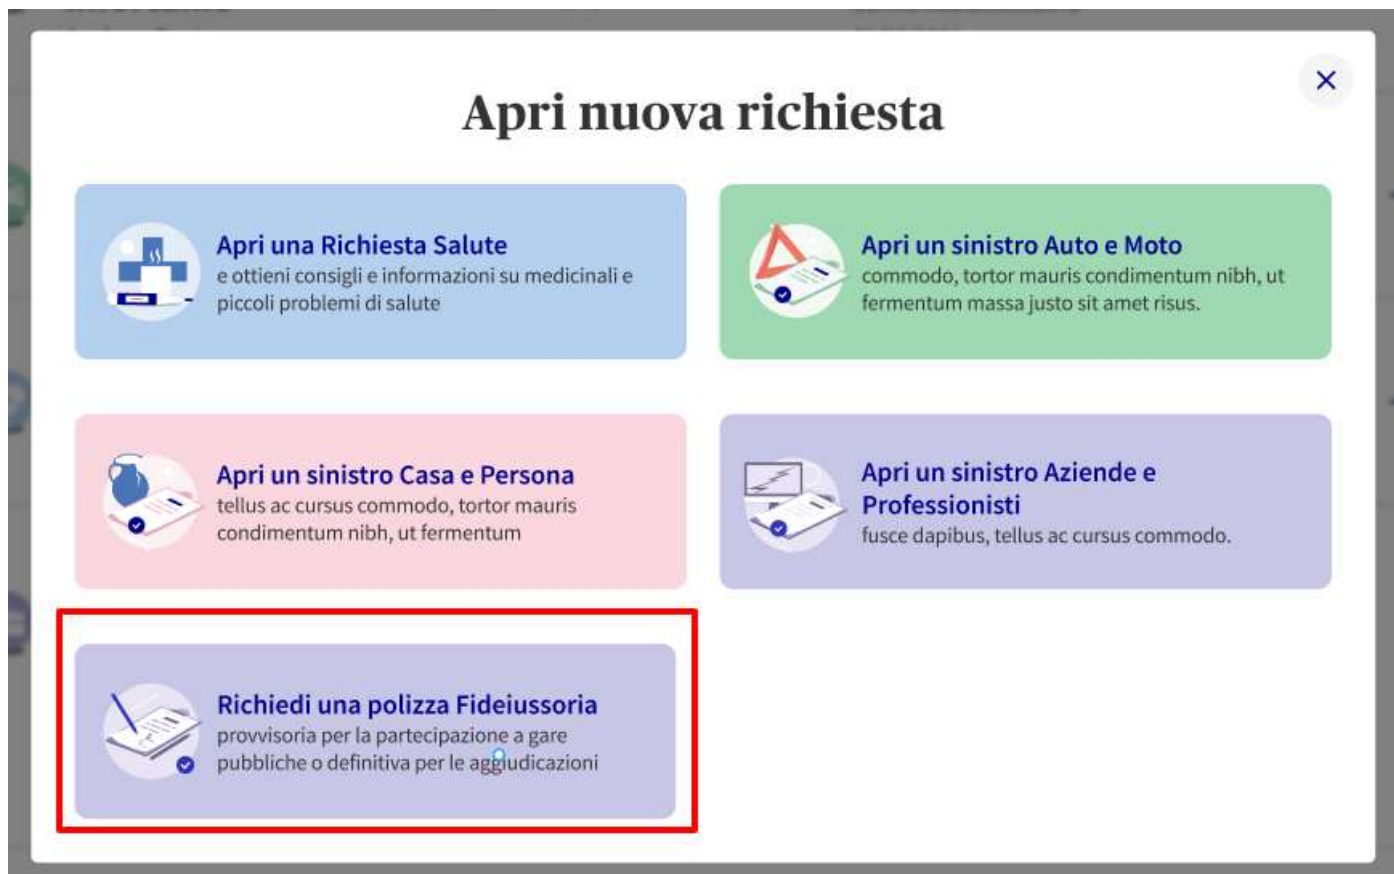 Apri nuova richiesta
Apri una Richiesta Salute
e ottieni consigli e informazioni su medicinali e
piccoli problemi di salute
Apri un sinistro Auto e Moto
commodo, tortor mauris condimentum nibh, ut
fermentum massa justo sit amet risus.
Apri un sinistro Casa e Persona
tellus ac cursus commodo, tortor mauris
condimentum nibh, ut fermentum
Apri un sinistro Aziende e
Professionisti
fusce dapibus, tellus ac cursus commodo.
Richiedi una polizza Fideiussoria
provvisoria per la partecipazione a gare
pubbliche o definitiva per le aggiudicazioni